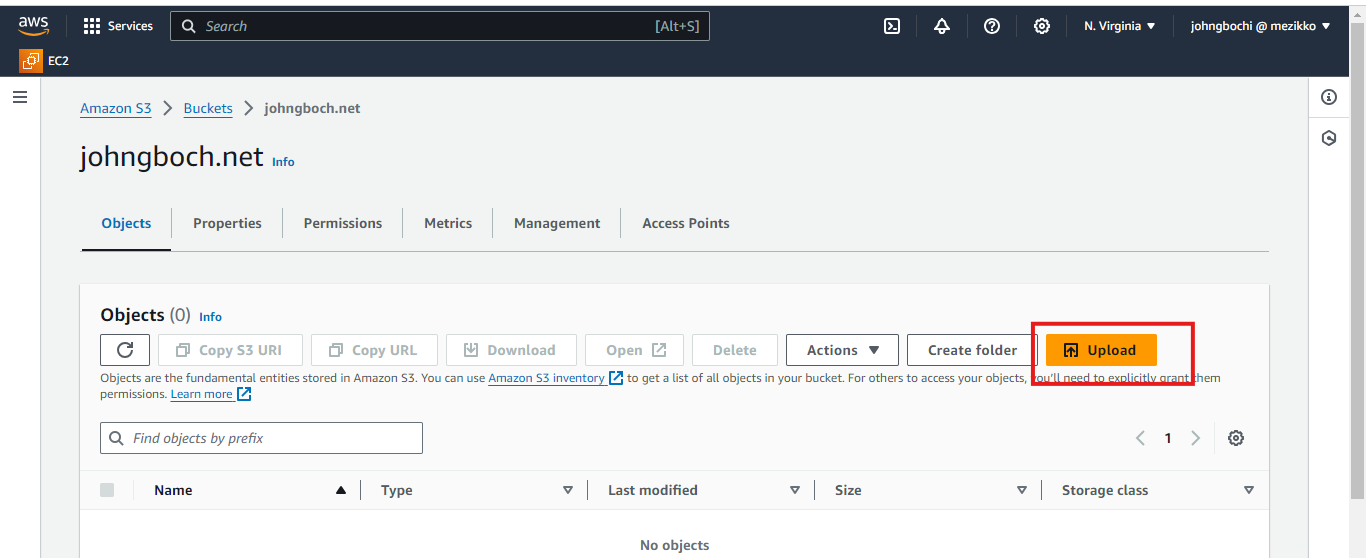 aws Services Search [Alt+S] N. Virginia johngbochi @ mezikko
EC2
Amazon S3 Buckets johngboch.net
johngboch.net Info
Objects Properties Permissions Metrics Management Access Points
Objects (0) Info
Copy S3 URI Copy URL Download Open Delete Actions Create folder Upload
Objects are the fundamental entities stored in Amazon S3. You can use Amazon S3 inventory to get a list of all objects in your bucket. For others to access your objects, you'll need to explicitly grant them
permissions. Learn more
Find objects by prefix 1
Name Type Last modified Size Storage class
No objects